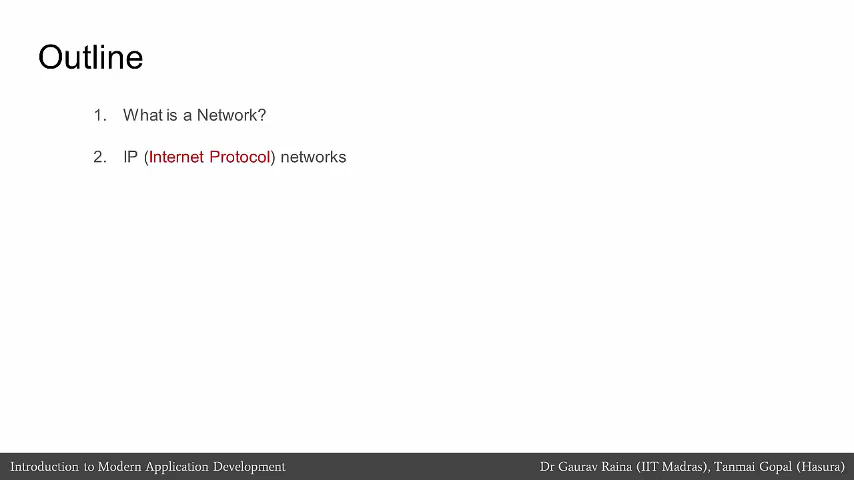 Outline
1. What is a Network?
2. IP (Internet Protocol) networks
Introduction to Modern Application Development
Dr Gaurav Raina (IIT Madras), Tanmai Gopal (Hasura)